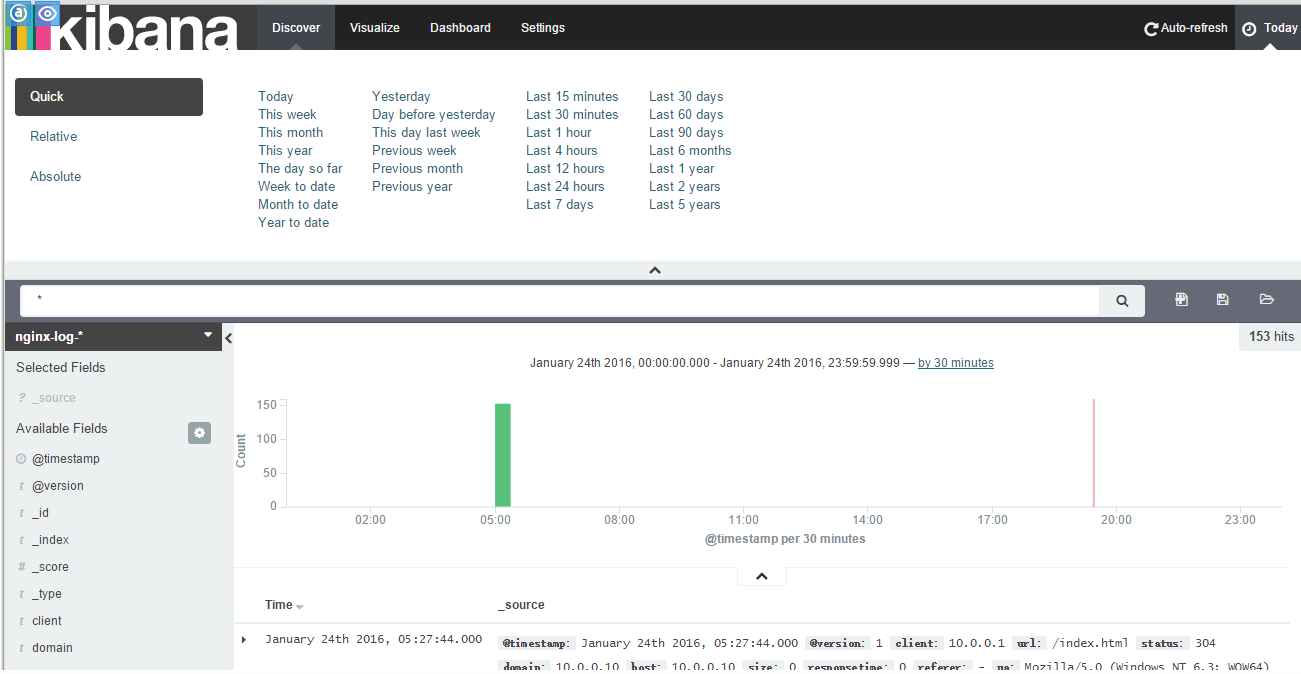 kibana Discover Visualize Dashboard Settings Auto-refresh Today
Quick
Relative
Absolute
Today
This week
This month
This year
The day so far
Week to date
Month to date
Year to date
Yesterday
Day before yesterday
This day last week
Previous week
Previous month
Previous year
Last 15 minutes
Last 30 minutes
Last 1 hour
Last 4 hours
Last 12 hours
Last 24 hours
Last 7 days
Last 30 days
Last 60 days
Last 90 days
Last 6 months
Last 1 year
Last 2 years
Last 5 years
*
nginx-log-*
Selected Fields
? _source
Available Fields
@timestamp
t @version
t _id
t _index
# _score
t _type
t client
t domain
153 hits
January 24th 2016, 00:00:00.000 - January 24th 2016, 23:59:59.999 — by 30 minutes
Count
150
100
50
0
02:00 05:00 08:00 11:00 14:00 17:00 20:00 23:00
@timestamp per 30 minutes
Time _source
January 24th 2016, 05:27:44.000 @timestamp: January 24th 2016, 05:27:44.000 @version: 1 client: 10.0.0.1 url: /index.html status: 304
domain: 10.0.0.10 host: 10.0.0.10 size: 0 responsetime: 0 referer: - ua: Mozilla/5.0 (Windows NT 6.3; WOW64)